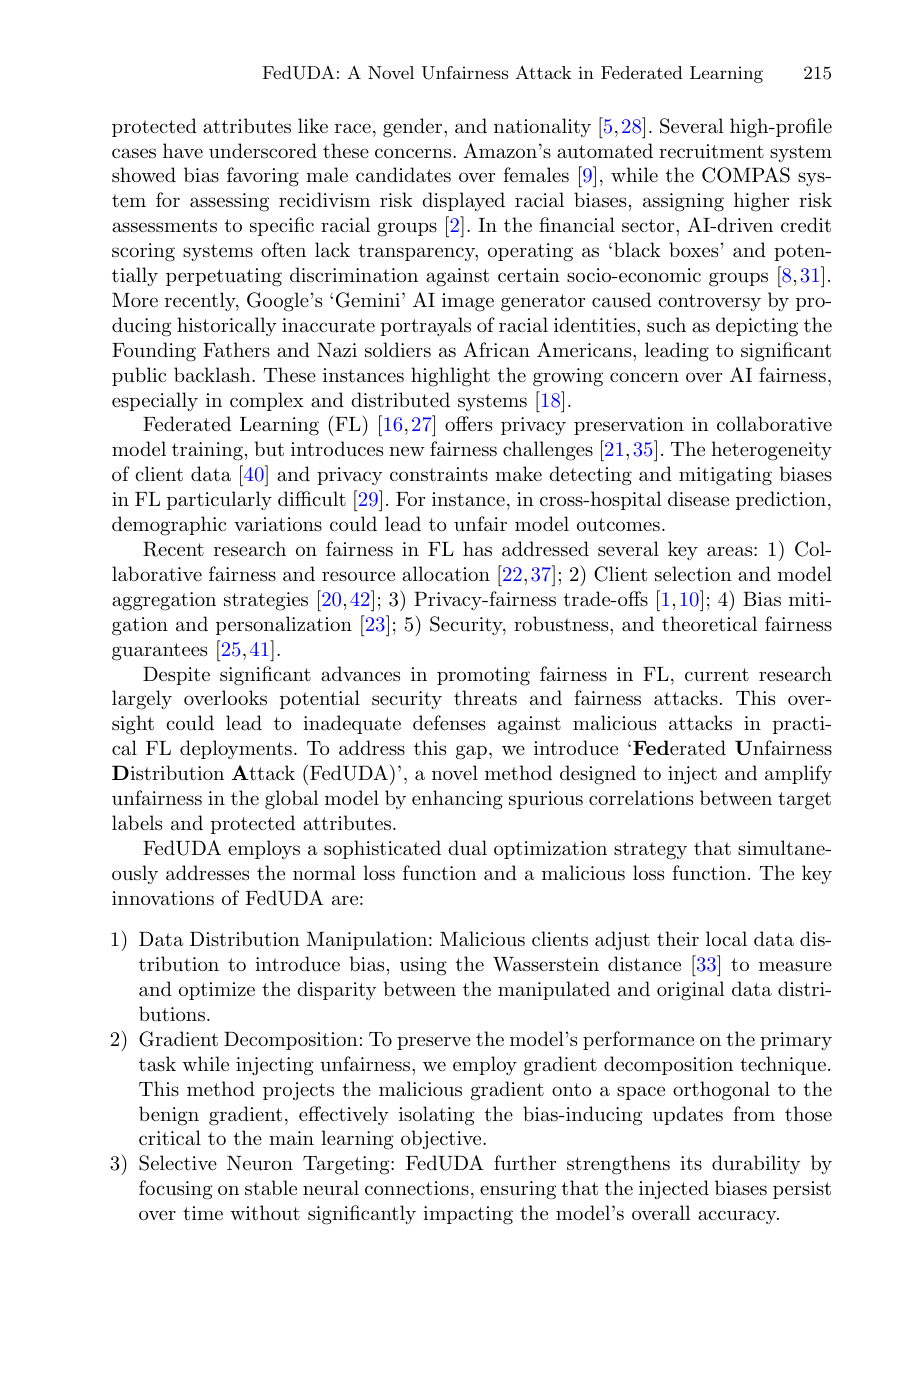 FedUDA: A Novel Unfairness Attack in Federated Learning 215
protected attributes like race, gender, and nationality [5,28]. Several high-profile
cases have underscored these concerns. Amazon's automated recruitment system
showed bias favoring male candidates over females [9], while the COMPAS sys-
tem for assessing recidivism risk displayed racial biases, assigning higher risk
assessments to specific racial groups [2]. In the financial sector, AI-driven credit
scoring systems often lack transparency, operating as ‘black boxes’ and poten-
tially perpetuating discrimination against certain socio-economic groups [8,31].
More recently, Google's ‘Gemini’ AI image generator caused controversy by pro-
ducing historically inaccurate portrayals of racial identities, such as depicting the
Founding Fathers and Nazi soldiers as African Americans, leading to significant
public backlash. These instances highlight the growing concern over AI fairness,
especially in complex and distributed systems [18].
Federated Learning (FL) [16,27] offers privacy preservation in collaborative
model training, but introduces new fairness challenges [21,35]. The heterogeneity
of client data [40] and privacy constraints make detecting and mitigating biases
in FL particularly difficult [29]. For instance, in cross-hospital disease prediction,
demographic variations could lead to unfair model outcomes.
Recent research on fairness in FL has addressed several key areas: 1) Col-
laborative fairness and resource allocation [22,37]; 2) Client selection and model
aggregation strategies [20,42]; 3) Privacy-fairness trade-offs [1,10]; 4) Bias miti-
gation and personalization [23]; 5) Security, robustness, and theoretical fairness
guarantees [25,41].
Despite significant advances in promoting fairness in FL, current research
largely overlooks potential security threats and fairness attacks. This over-
sight could lead to inadequate defenses against malicious attacks in practi-
cal FL deployments. To address this gap, we introduce ‘Federated Unfairness
Distribution Attack (FedUDA)’, a novel method designed to inject and amplify
unfairness in the global model by enhancing spurious correlations between target
labels and protected attributes.
FedUDA employs a sophisticated dual optimization strategy that simultane-
ously addresses the normal loss function and a malicious loss function. The key
innovations of FedUDA are:
1) Data Distribution Manipulation: Malicious clients adjust their local data dis-
tribution to introduce bias, using the Wasserstein distance [33] to measure
and optimize the disparity between the manipulated and original data distri-
butions.
2) Gradient Decomposition: To preserve the model's performance on the primary
task while injecting unfairness, we employ gradient decomposition technique.
This method projects the malicious gradient onto a space orthogonal to the
benign gradient, effectively isolating the bias-inducing updates from those
critical to the main learning objective.
3) Selective Neuron Targeting: FedUDA further strengthens its durability by
focusing on stable neural connections, ensuring that the injected biases persist
over time without significantly impacting the model's overall accuracy.